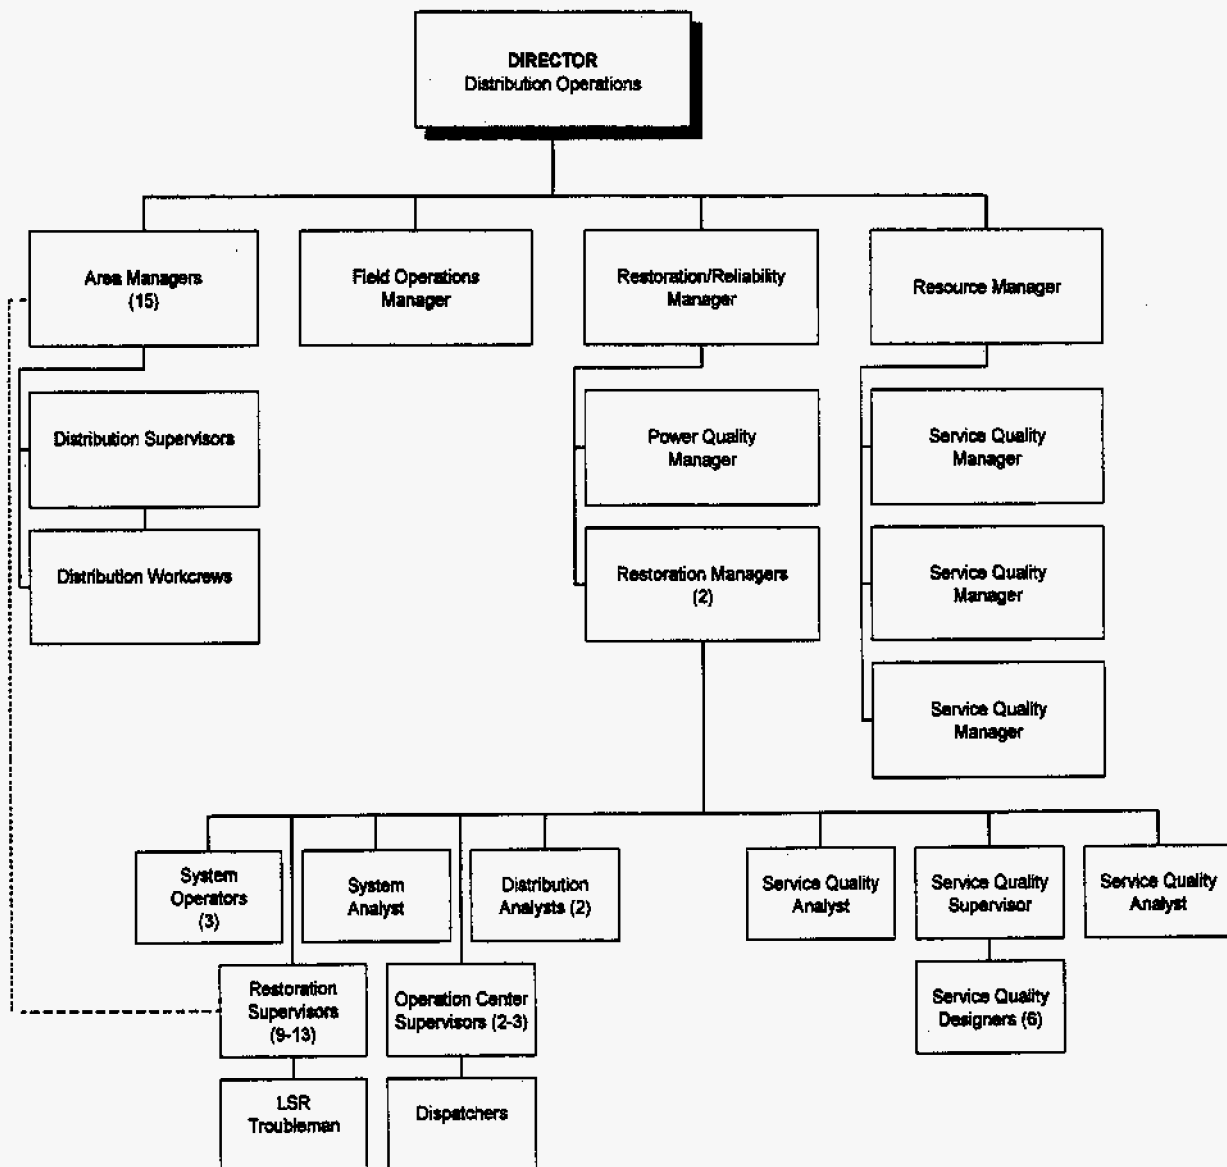 DIRECTOR
Distribution Operations
Area Managers
(15)
Field Operations
Manager
Restoration/Reliability
Manager
Resource Manager
Distribution Supervisors
Power Quality
Manager
Service Quality
Manager
Distribution Workcrews
Restoration Managers
(2)
Service Quality
Manager
Service Quality
Manager
System
Operators
(3)
System
Analyst
Distribution
Analysts (2)
Service Quality
Analyst
Service Quality
Supervisor
Service Quality
Analyst
Restoration
Supervisors
(9-13)
Operation Center
Supervisors (2-3)
Service Quality
Designers (6)
LSR
Troubleman
Dispatchers